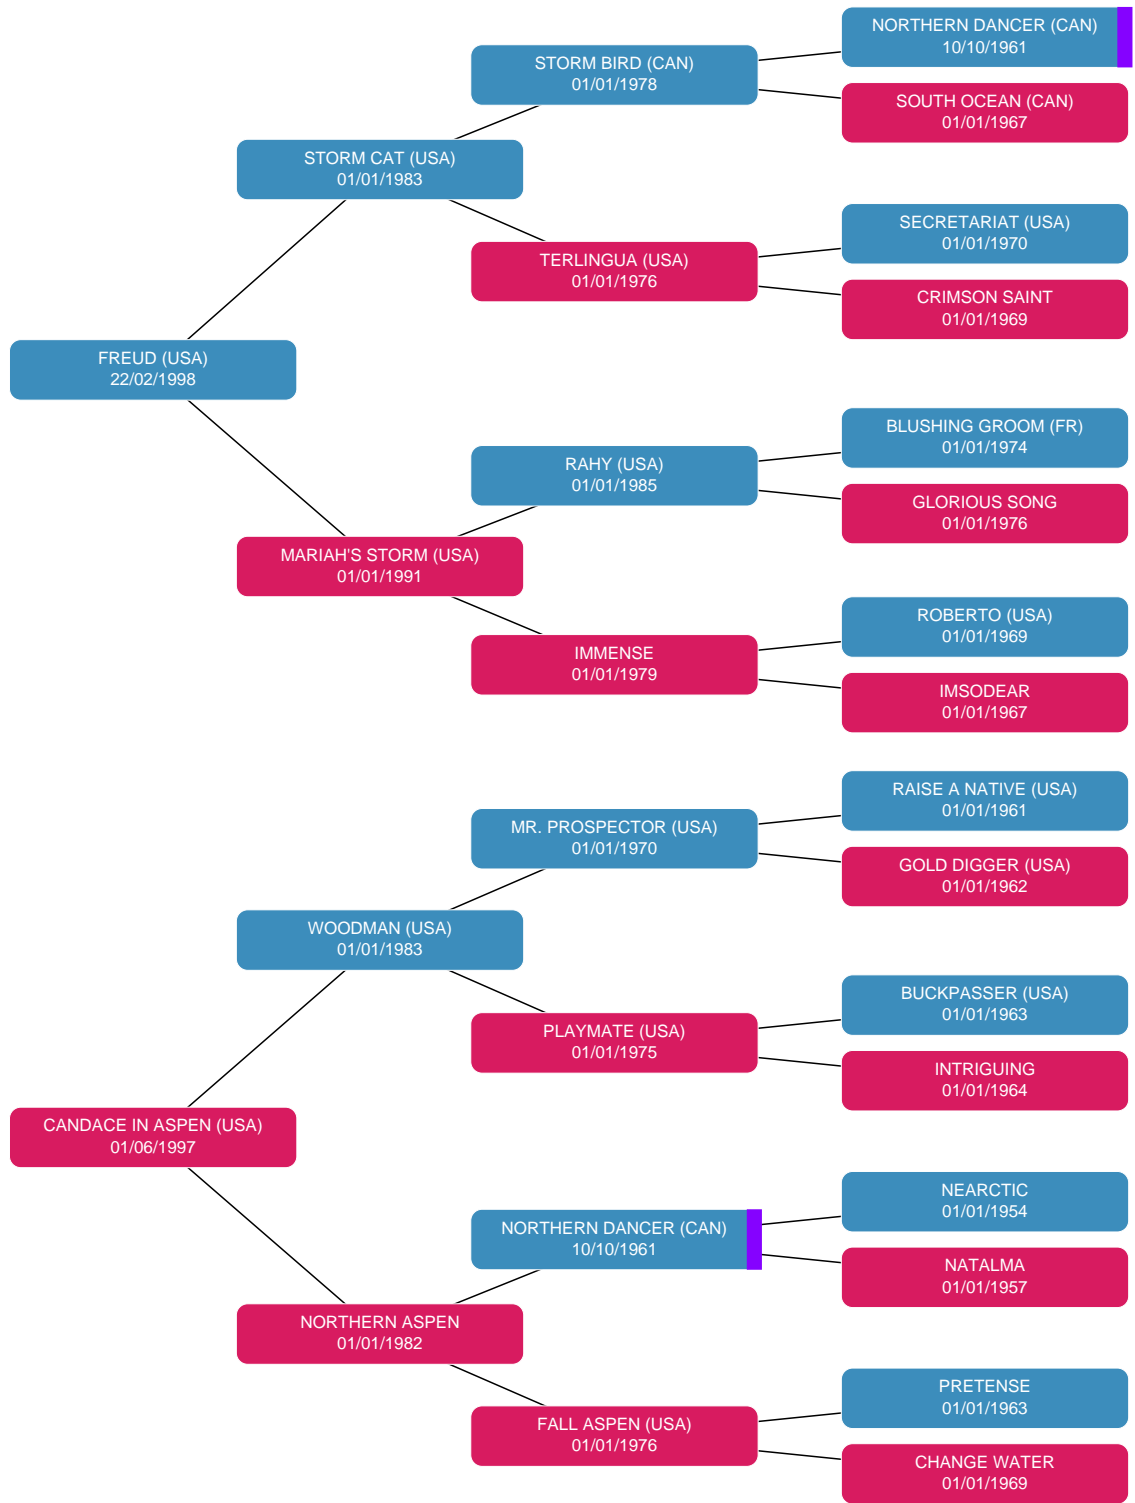 NORTHERN DANCER (CAN)
10/10/1961
STORM BIRD (CAN)
01/01/1978
SOUTH OCEAN (CAN)
01/01/1967
STORM CAT (USA)
01/01/1983
SECRETARIAT (USA)
01/01/1970
TERLINGUA (USA)
01/01/1976
CRIMSON SAINT
01/01/1969
FREUD (USA)
22/02/1998
BLUSHING GROOM (FR)
01/01/1974
RAHY (USA)
01/01/1985
GLORIOUS SONG
01/01/1976
MARIAH'S STORM (USA)
01/01/1991
ROBERTO (USA)
01/01/1969
IMMENSE
01/01/1979
IMSODEAR
01/01/1967
RAISE A NATIVE (USA)
01/01/1961
MR. PROSPECTOR (USA)
01/01/1970
GOLD DIGGER (USA)
01/01/1962
WOODMAN (USA)
01/01/1983
BUCKPASSER (USA)
01/01/1963
PLAYMATE (USA)
01/01/1975
INTRIGUING
01/01/1964
CANDACE IN ASPEN (USA)
01/06/1997
NEARCTIC
01/01/1954
NORTHERN DANCER (CAN)
10/10/1961
NATALMA
01/01/1957
NORTHERN ASPEN
01/01/1982
PRETENSE
01/01/1963
FALL ASPEN (USA)
01/01/1976
CHANGE WATER
01/01/1969